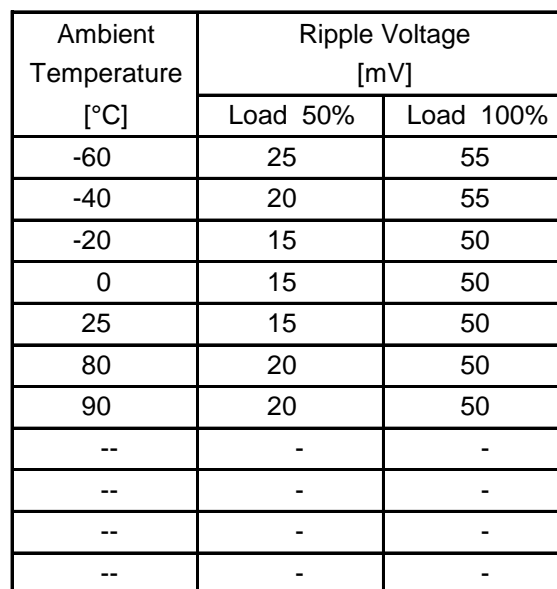 Ambient Temperature [°C] Ripple Voltage [mV]
Load 50% Load 100%
-60 25 55
-40 20 55
-20 15 50
0 15 50
25 15 50
80 20 50
90 20 50
-- - -
-- - -
-- - -
-- - -